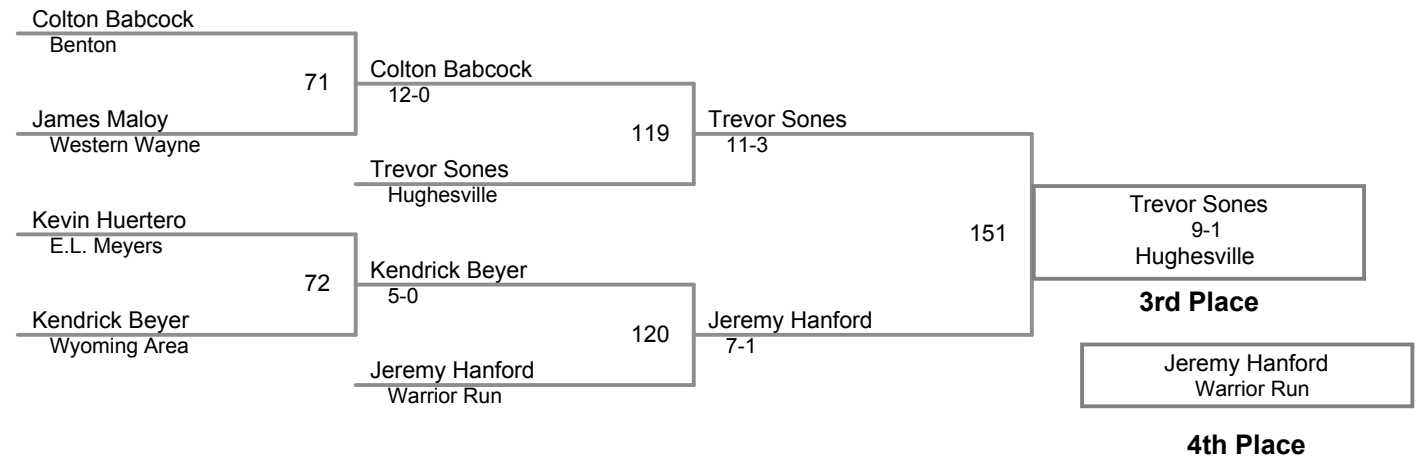 Colton Babcock
Benton
71
Colton Babcock
12-0
James Maloy
Western Wayne
119
Trevor Sones
11-3
Trevor Sones
Hughesville
Kevin Huertero
E.L. Meyers
72
Kendrick Beyer
5-0
Kendrick Beyer
Wyoming Area
120
Jeremy Hanford
7-1
Jeremy Hanford
Warrior Run
151
Trevor Sones
9-1
Hughesville
3rd Place
Jeremy Hanford
Warrior Run
4th Place